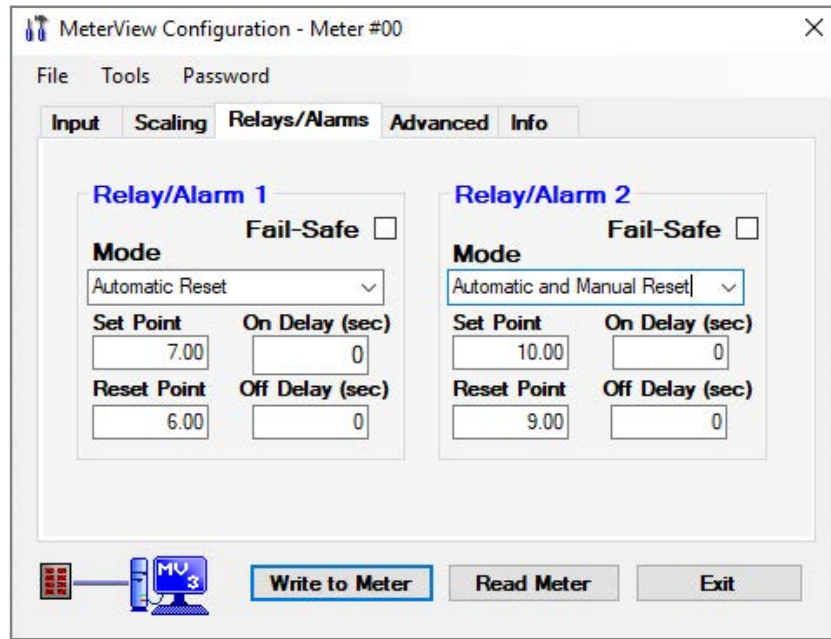 MeterView Configuration - Meter #00
File Tools Password
Input Scaling Relays/Alarms Advanced Info
Relay/Alarm 1
Fail-Safe
Mode
Automatic Reset
Set Point On Delay (sec)
7.00 0
Reset Point Off Delay (sec)
6.00 0
Relay/Alarm 2
Fail-Safe
Mode
Automatic and Manual Reset
Set Point On Delay (sec)
10.00 0
Reset Point Off Delay (sec)
9.00 0
MV
3
Write to Meter Read Meter Exit